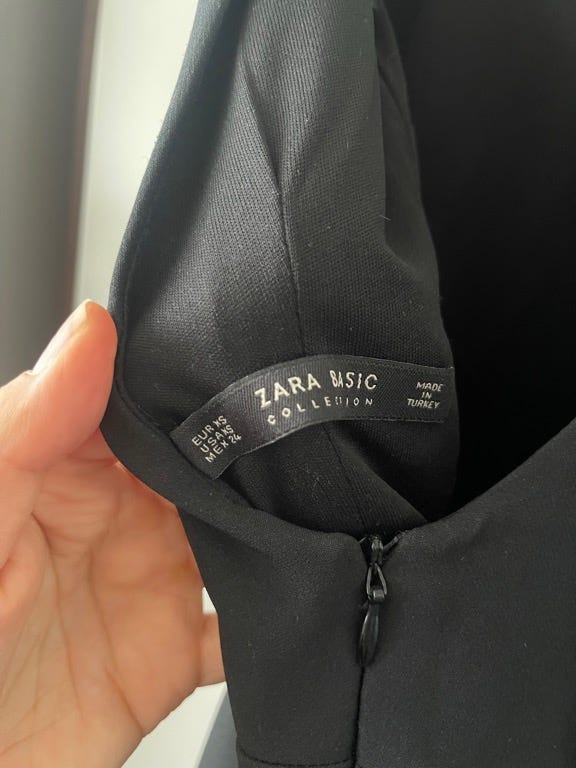 EUR XS
USA XS
MEX 24
ZARA BASIC
COLLECTION
MADE
IN
TURKEY